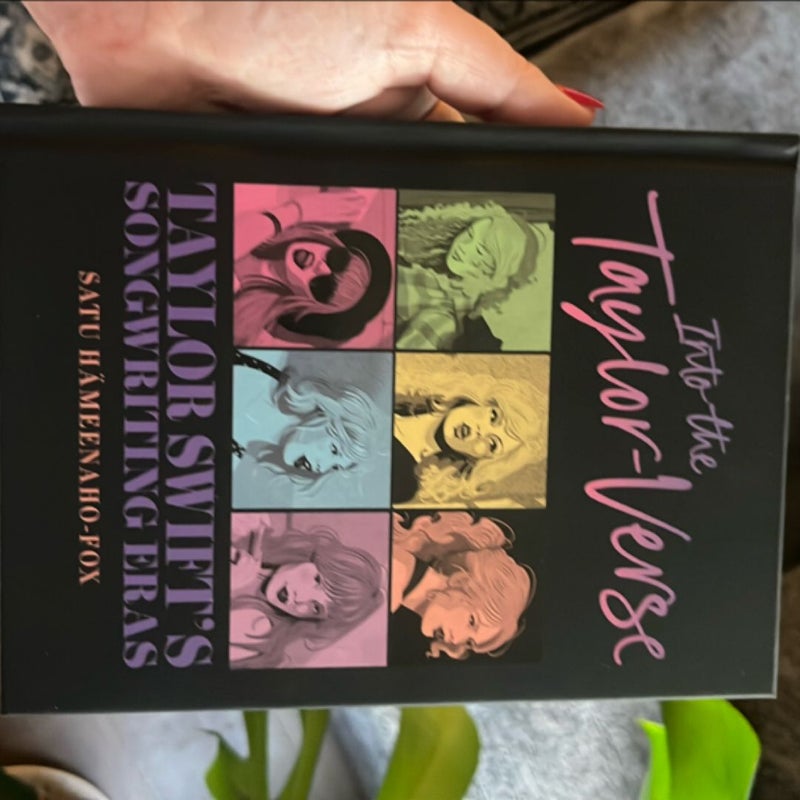 Into the
Taylor-Verse
TAYLOR SWIFT'S
SONGWRITING ERAS
SATU HÄMEENAHO-FOX